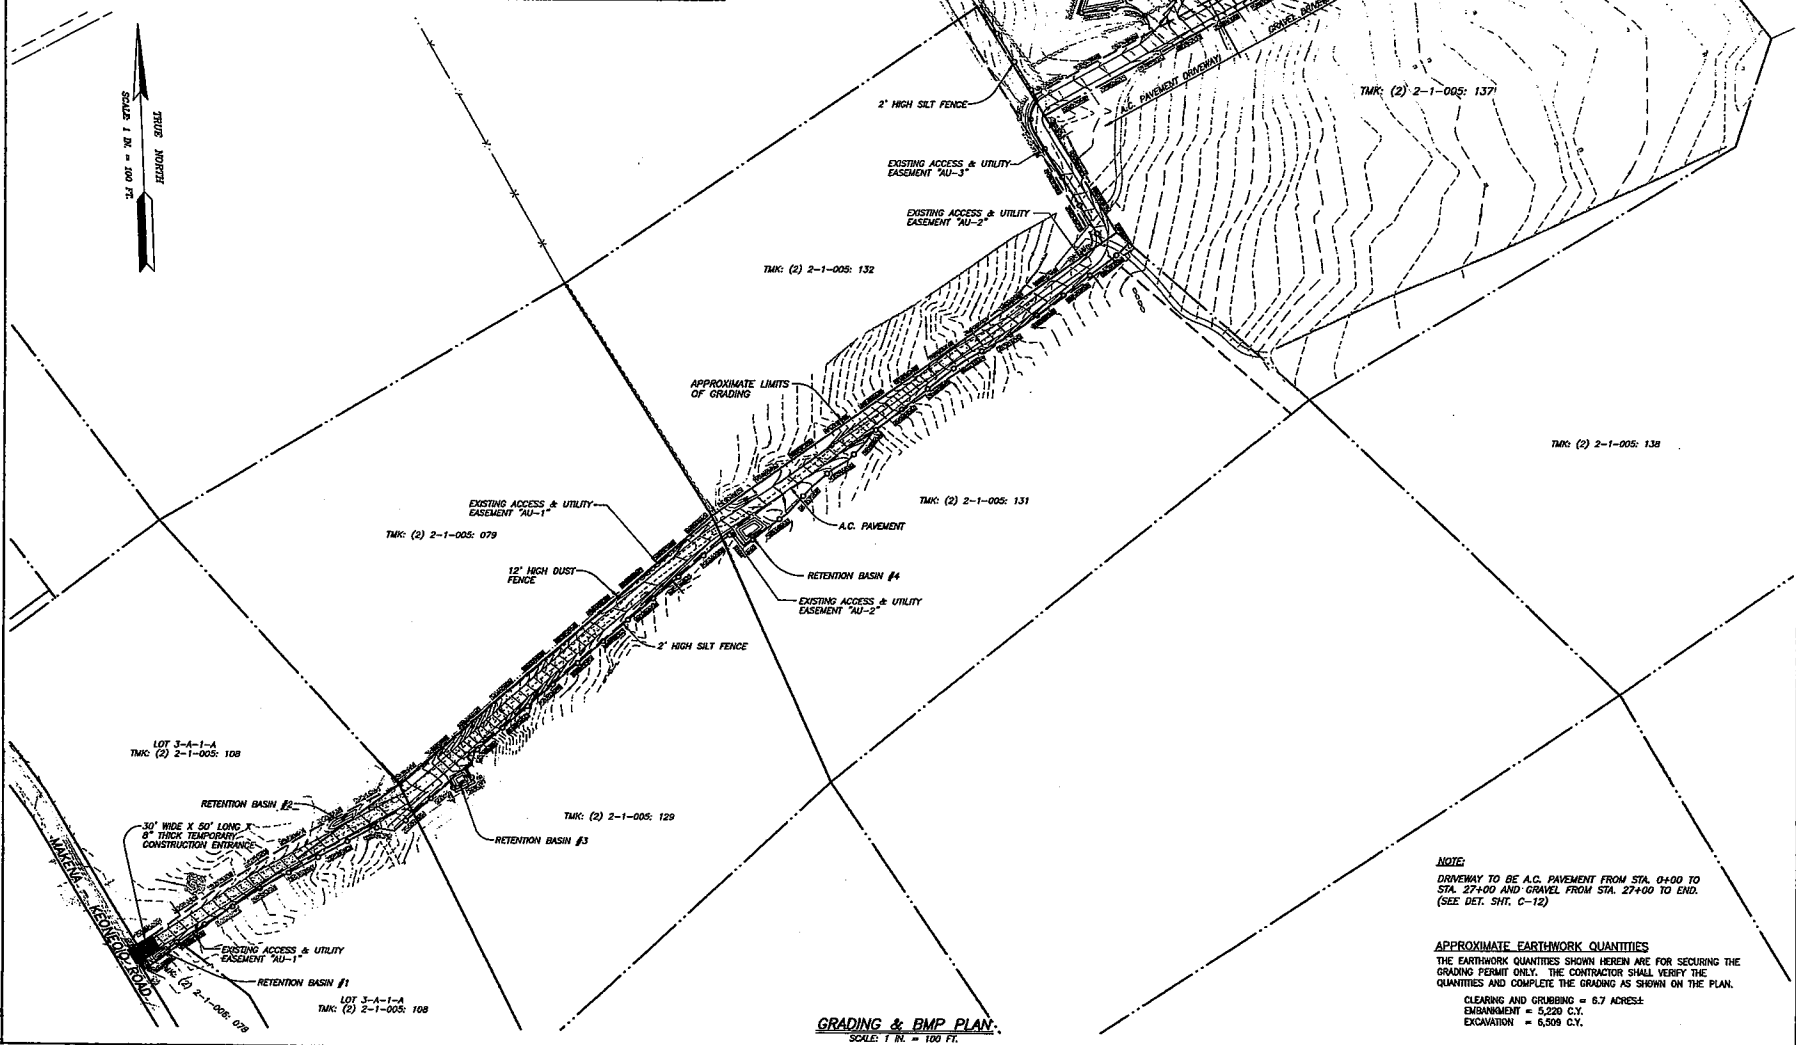 TRUE NORTH
SCALE: 1 IN. = 100 FT.
GRAVEL DRIVEWAY
A.C. PAVEMENT DRIVEWAY
TMK: (2) 2-1-005: 137
2' HIGH SILT FENCE
EXISTING ACCESS & UTILITY
EASEMENT "AU-3"
EXISTING ACCESS & UTILITY
EASEMENT "AU-2"
TMK: (2) 2-1-005: 132
APPROXIMATE LIMITS
OF GRADING
TMK: (2) 2-1-005: 138
EXISTING ACCESS & UTILITY
EASEMENT "AU-1"
TMK: (2) 2-1-005: 131
A.C. PAVEMENT
TMK: (2) 2-1-005: 079
12' HIGH DUST
FENCE
RETENTION BASIN #4
EXISTING ACCESS & UTILITY
EASEMENT "AU-2"
2' HIGH SILT FENCE
LOT 3-A-1-A
TMK: (2) 2-1-005: 108
RETENTION BASIN #2
30' WIDE X 50' LONG X
8" THICK TEMPORARY
CONSTRUCTION ENTRANCE
TMK: (2) 2-1-005: 129
RETENTION BASIN #3
MAKENA - KEONEOIO ROAD
EXISTING ACCESS & UTILITY
EASEMENT "AU-1"
RETENTION BASIN #1
TMK: (2) 2-1-006: 078
LOT 3-A-1-A
TMK: (2) 2-1-005: 108
NOTE:
DRIVEWAY TO BE A.C. PAVEMENT FROM STA. 0+00 TO
STA. 27+00 AND GRAVEL FROM STA. 27+00 TO END.
(SEE DET. SHT. C-12)
APPROXIMATE EARTHWORK QUANTITIES
THE EARTHWORK QUANTITIES SHOWN HEREIN ARE FOR SECURING THE
GRADING PERMIT ONLY. THE CONTRACTOR SHALL VERIFY THE
QUANTITIES AND COMPLETE THE GRADING AS SHOWN ON THE PLAN.
CLEARING AND GRUBBING = 6.7 ACRES±
EMBANKMENT = 5,220 C.Y.
EXCAVATION = 6,509 C.Y.
GRADING & BMP PLAN
SCALE: 1 IN. = 100 FT.